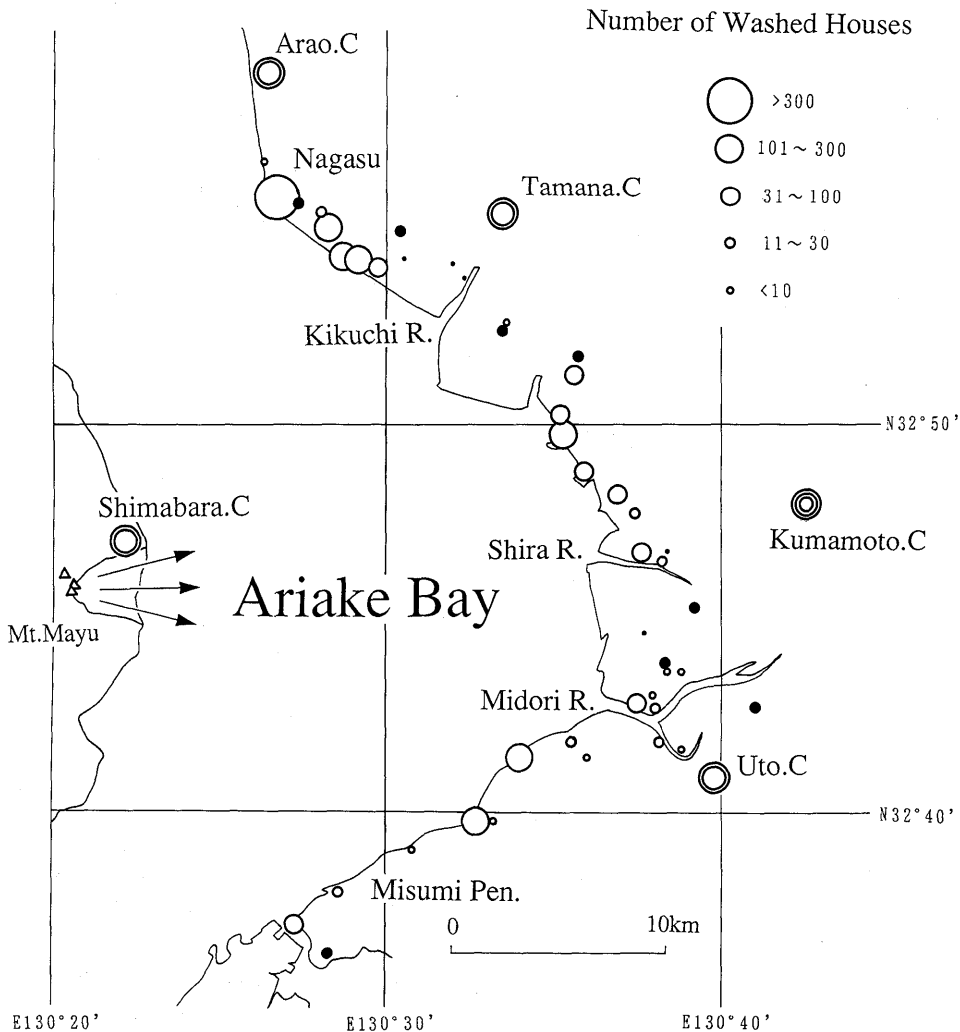 Number of Washed Houses
Arao.C
>300
101~300
Nagasu
Tamana.C
31~100
11~30
<10
Kikuchi R.
N32°50'
Shimabara.C
Kumamoto.C
Shira R.
Ariake Bay
Mt.Mayu
Midori R.
Uto.C
N32°40'
Misumi Pen.
0 10km
E130°20' E130°30' E130°40'